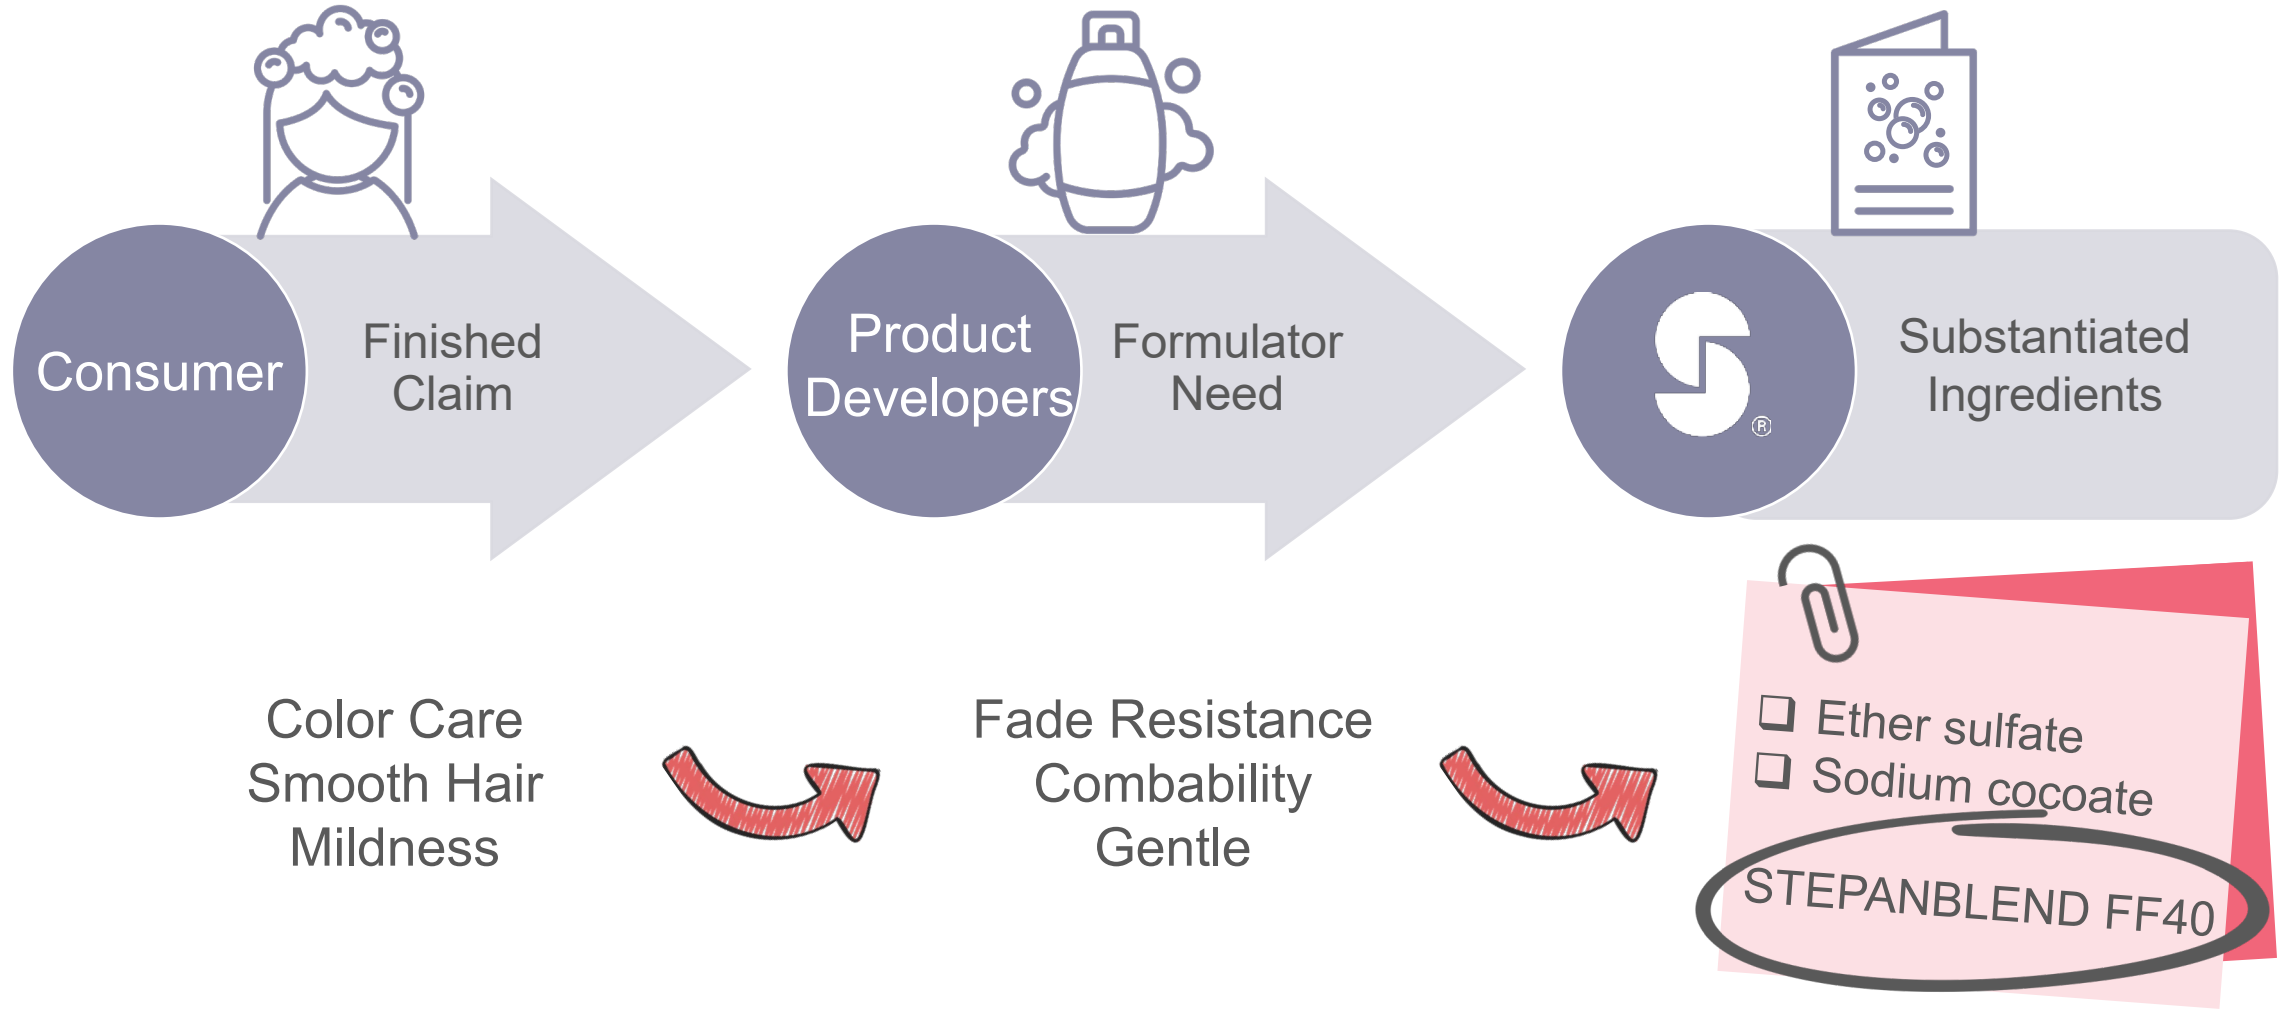 Consumer
Finished
Claim
Product
Developers
Formulator
Need
®
Substantiated
Ingredients
Color Care
Smooth Hair
Mildness
Fade Resistance
Combability
Gentle
❑ Ether sulfate
❑ Sodium cocoate
STEPANBLEND FF40